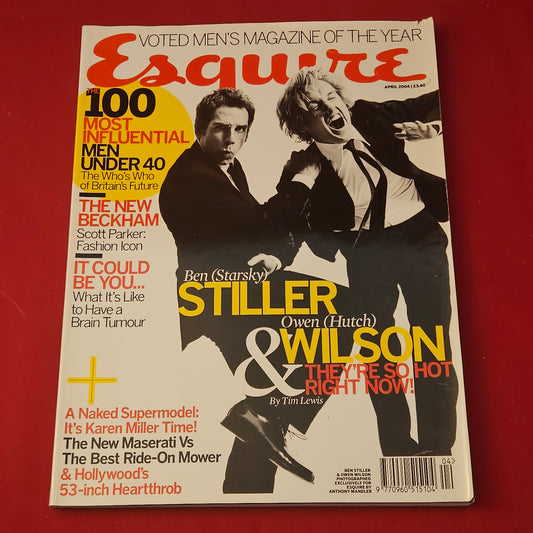 VOTED MEN'S MAGAZINE OF THE YEAR
Esquire
APRIL 2004 | £3.40
THE
100
MOST
INFLUENTIAL
MEN
UNDER 40
The Who's Who
of Britain's Future
THE NEW
BECKHAM
Scott Parker:
Fashion Icon
IT COULD
BE YOU...
What It's Like
to Have a
Brain Tumour
Ben (Starsky)
STILLER
Owen (Hutch)
& WILSON
THEY'RE SO HOT
RIGHT NOW!
By Tim Lewis
+
A Naked Supermodel:
It's Karen Miller Time!
The New Maserati Vs
The Best Ride-On Mower
& Hollywood's
53-inch Heartthrob
BEN STILLER
& OWEN WILSON
PHOTOGRAPHED
EXCLUSIVELY FOR
ESQUIRE BY
ANTHONY MANDLER
04
9 770960 515104